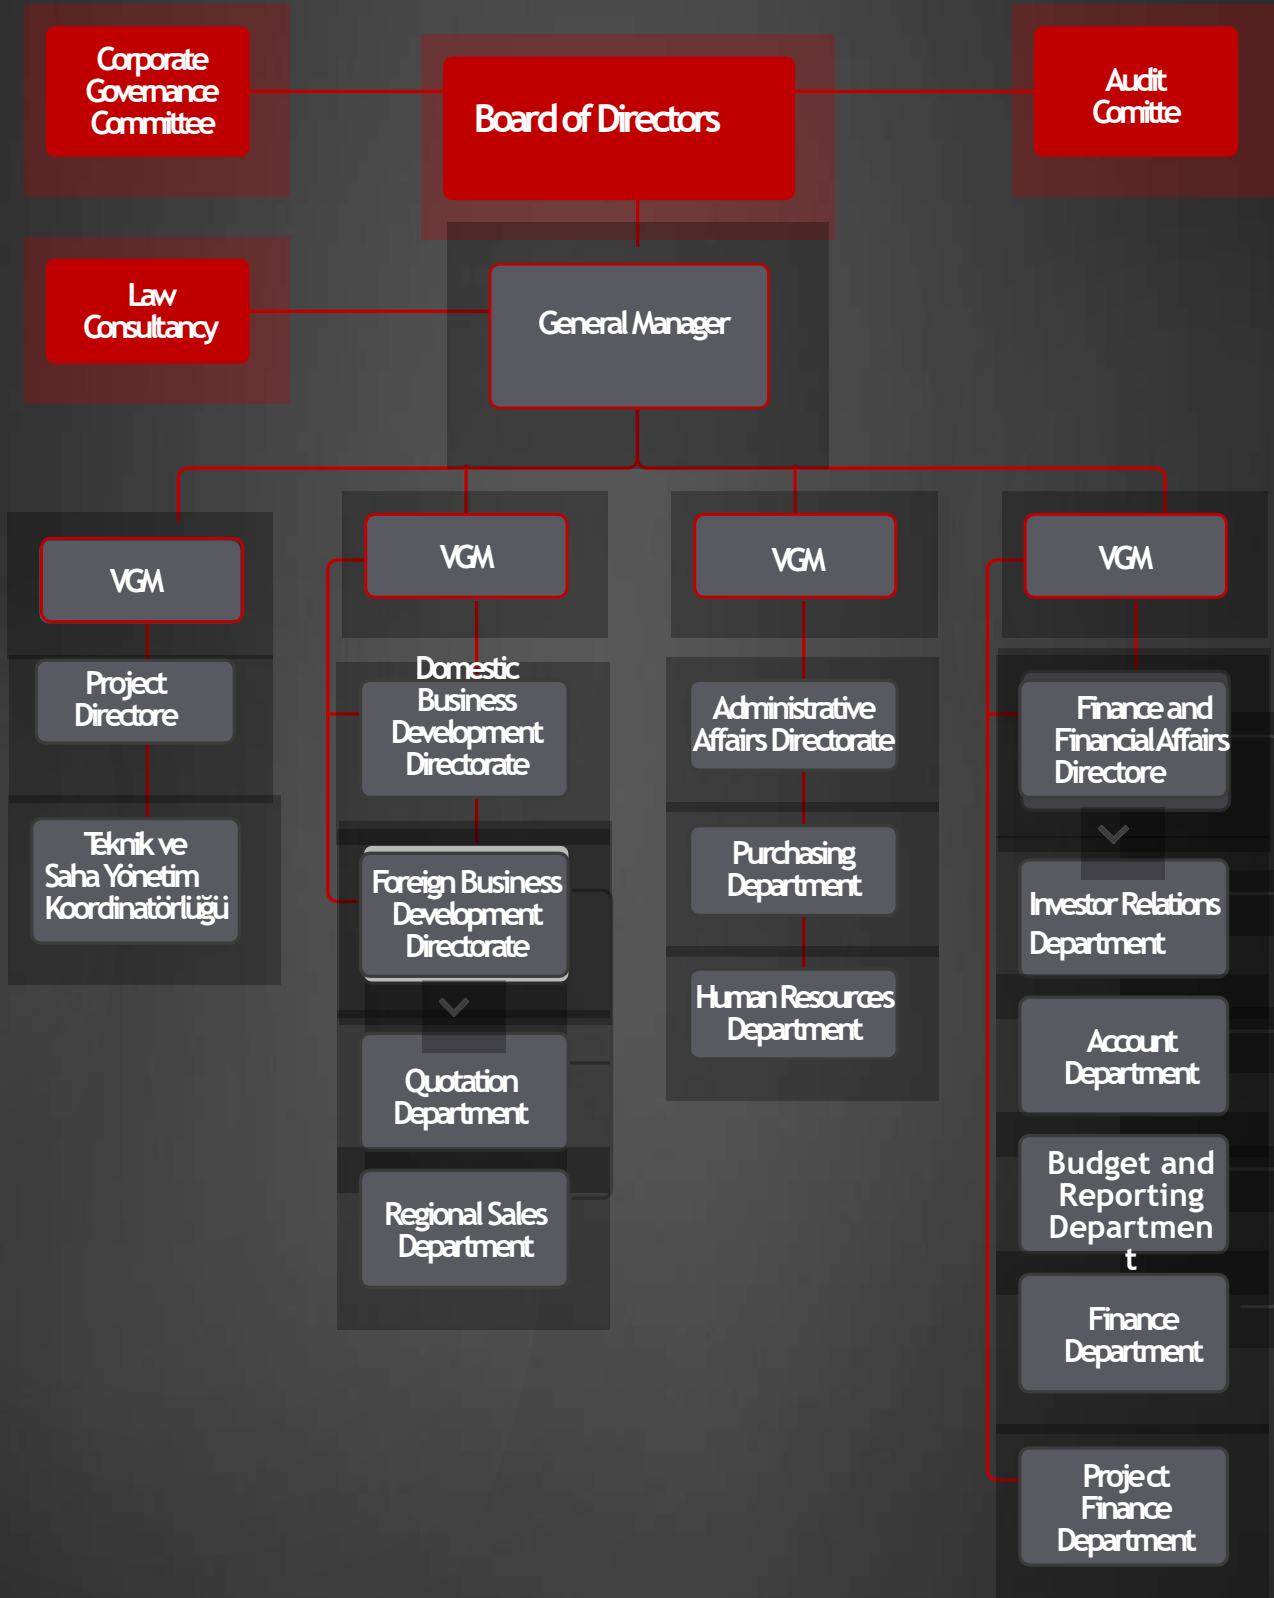 Corporate
Governance
Committee
Board of Directors
Audit
Comitte
Law
Consultancy
General Manager
VGM
VGM
VGM
VGM
Project
Directore
Teknik ve
Saha Yönetim
Koordinatörlüğü
Domestic
Business
Development
Directorate
Foreign Business
Development
Directorate
Quotation
Department
Regional Sales
Department
Administrative
Affairs Directorate
Purchasing
Department
Human Resources
Department
Finance and
Financial Affairs
Directore
Investor Relations
Department
Account
Department
Budget and
Reporting
Departmen
t
Finance
Department
Project
Finance
Department